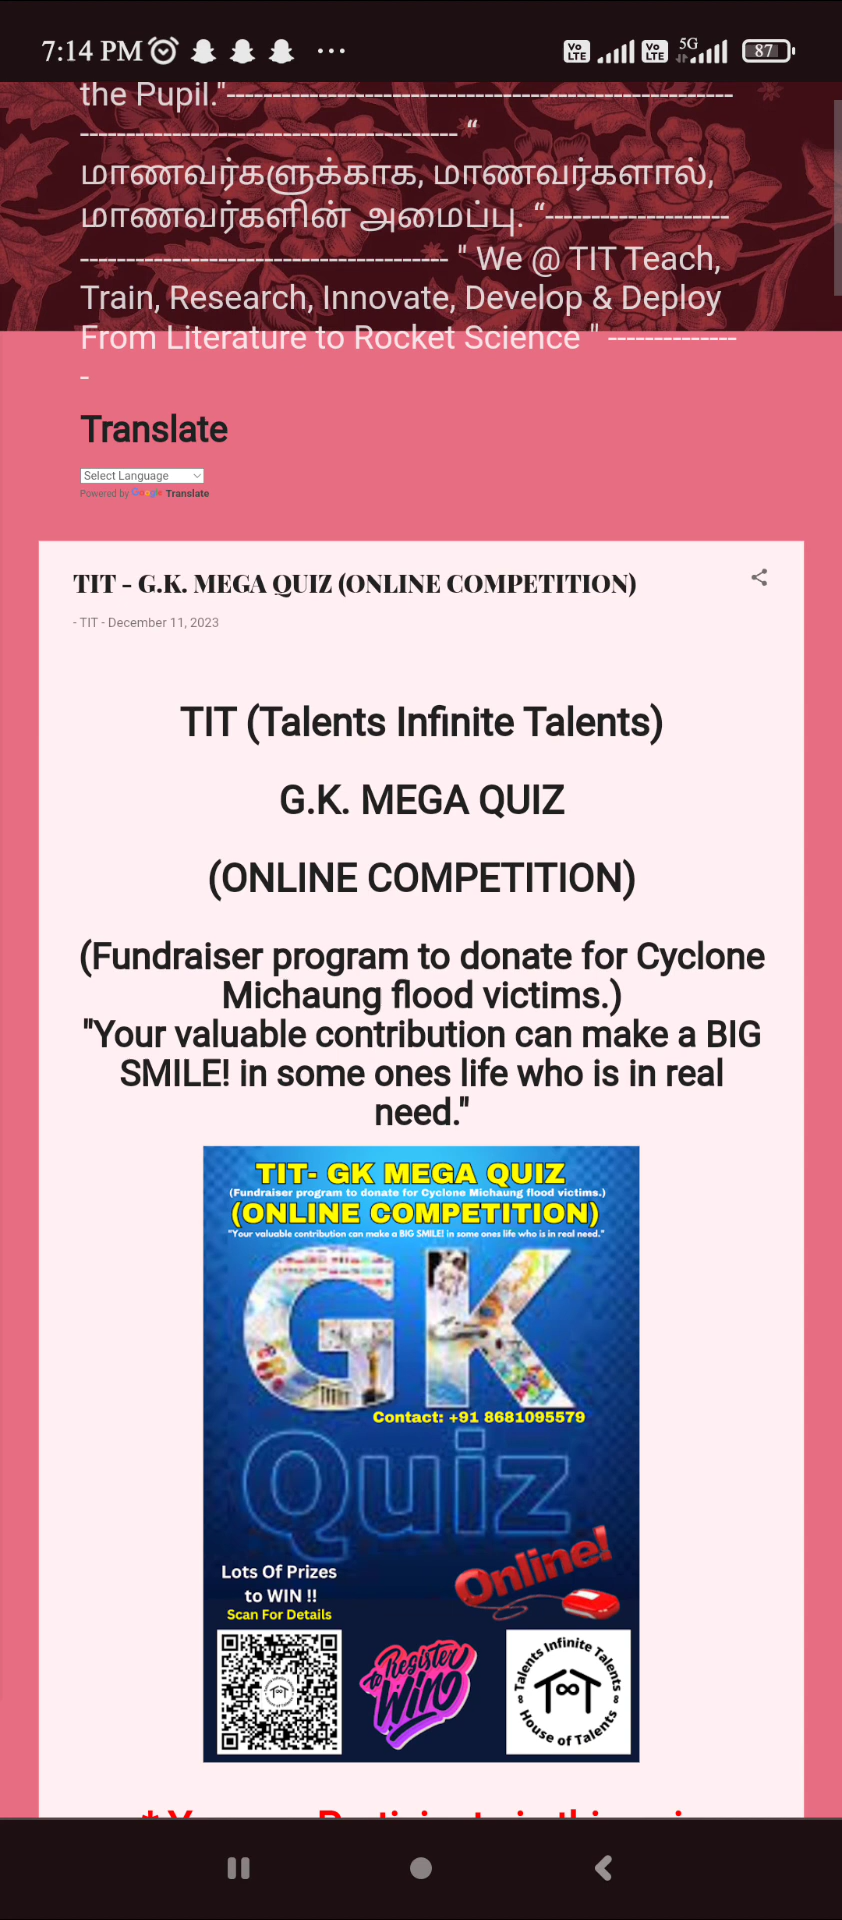 7:14 PM
Vo LTE
Vo LTE
5G
87
the Pupil."-------------------------------------------------------
----------------------------------------- “
மாணவர்களுக்காக, மாணவர்களால்,
மாணவர்களின் அமைப்பு. “--------------------
---------------------------------------- " We @ TIT Teach,
Train, Research, Innovate, Develop & Deploy
From Literature to Rocket Science " --------------
-
Translate
Select Language
Powered by Google Translate
TIT - G.K. MEGA QUIZ (ONLINE COMPETITION)
- TIT - December 11, 2023
TIT (Talents Infinite Talents)
G.K. MEGA QUIZ
(ONLINE COMPETITION)
(Fundraiser program to donate for Cyclone
Michaung flood victims.)
"Your valuable contribution can make a BIG
SMILE! in some ones life who is in real
need."
TIT- GK MEGA QUIZ
(Fundraiser program to donate for Cyclone Michaung flood victims.)
(ONLINE COMPETITION)
"Your valuable contribution can make a BIG SMILE! in some ones life who is in real need."
GK
Contact: +91 8681095579
Quiz
Online!
Lots Of Prizes
to WIN !!
Scan For Details
Register
to Win
Talents Infinite Talents
T∞T
∞ House of Talents ∞